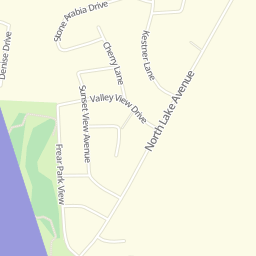 Stone Arabia Drive
Denise Drive
Cherry Lane
Kestner Lane
Valley View Drive
Sunset View Avenue
North Lake Avenue
Frear Park View